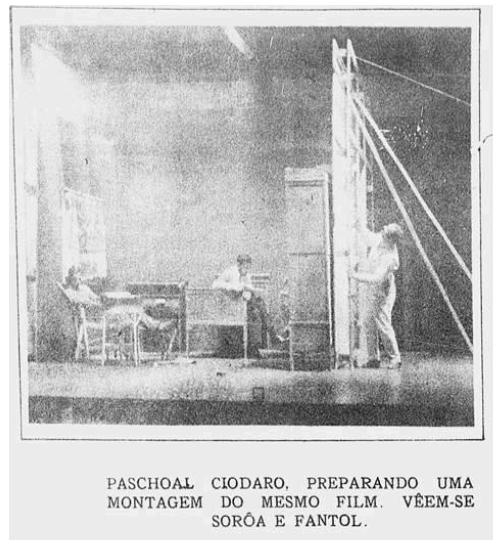 PASCHOAL CIODARO, PREPARANDO UMA
MONTAGEM DO MESMO FILM. VÊEM-SE
SORÔA E FANTOL.